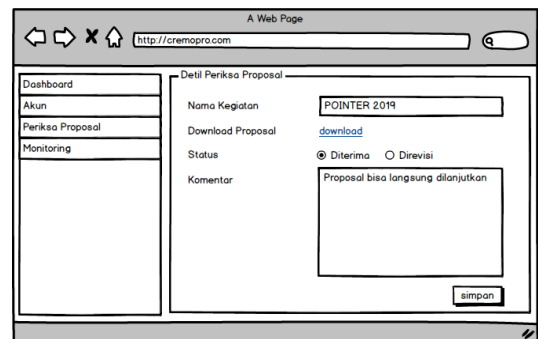 A Web Page
http://cremopro.com
Dashboard
Akun
Periksa Proposal
Monitoring
Detil Periksa Proposal
Nama Kegiatan
POINTER 2019
Download Proposal
download
Status
Diterima
Direvisi
Komentar
Proposal bisa langsung dilanjutkan
simpan